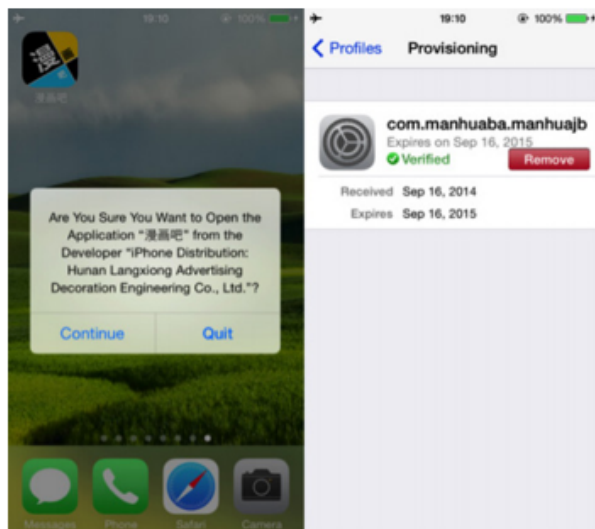 19:10
100%
漫
漫画吧
Are You Sure You Want to Open the
Application “漫画吧” from the
Developer “iPhone Distribution:
Hunan Langxiong Advertising
Decoration Engineering Co., Ltd.”?
Continue
Quit
Messages
Phone
Safari
Camera
19:10
100%
Profiles
Provisioning
com.manhuaba.manhuajb
Expires on Sep 16, 2015
Verified
Remove
Received Sep 16, 2014
Expires Sep 16, 2015